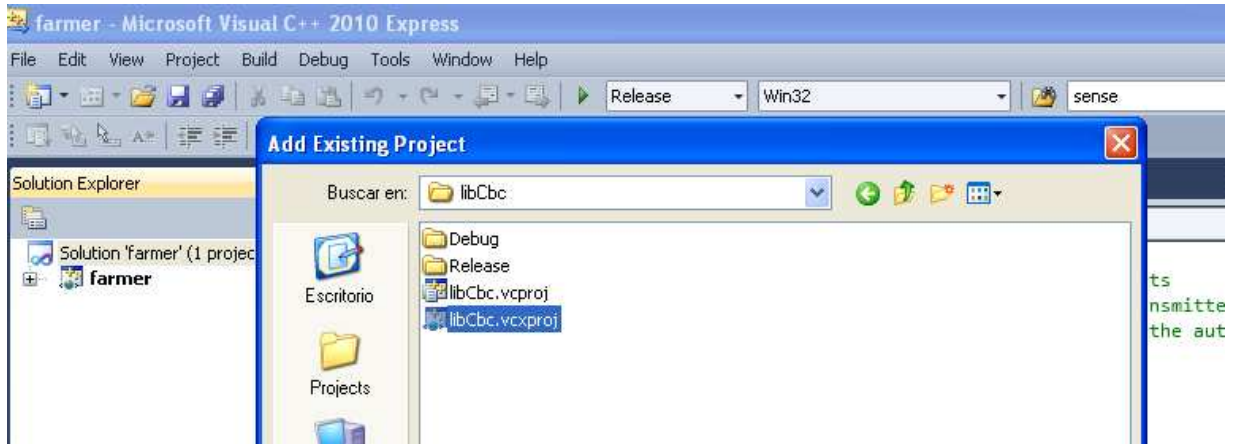 farmer - Microsoft Visual C++ 2010 Express
File Edit View Project Build Debug Tools Window Help
Release Win32 sense
Add Existing Project
Solution Explorer
Buscar en: libCbc
Solution 'farmer' (1 projec
farmer
Debug
Release
libCbc.vcproj
libCbc.vcxproj
Escritorio
Projects
ts
nsmitte
the aut